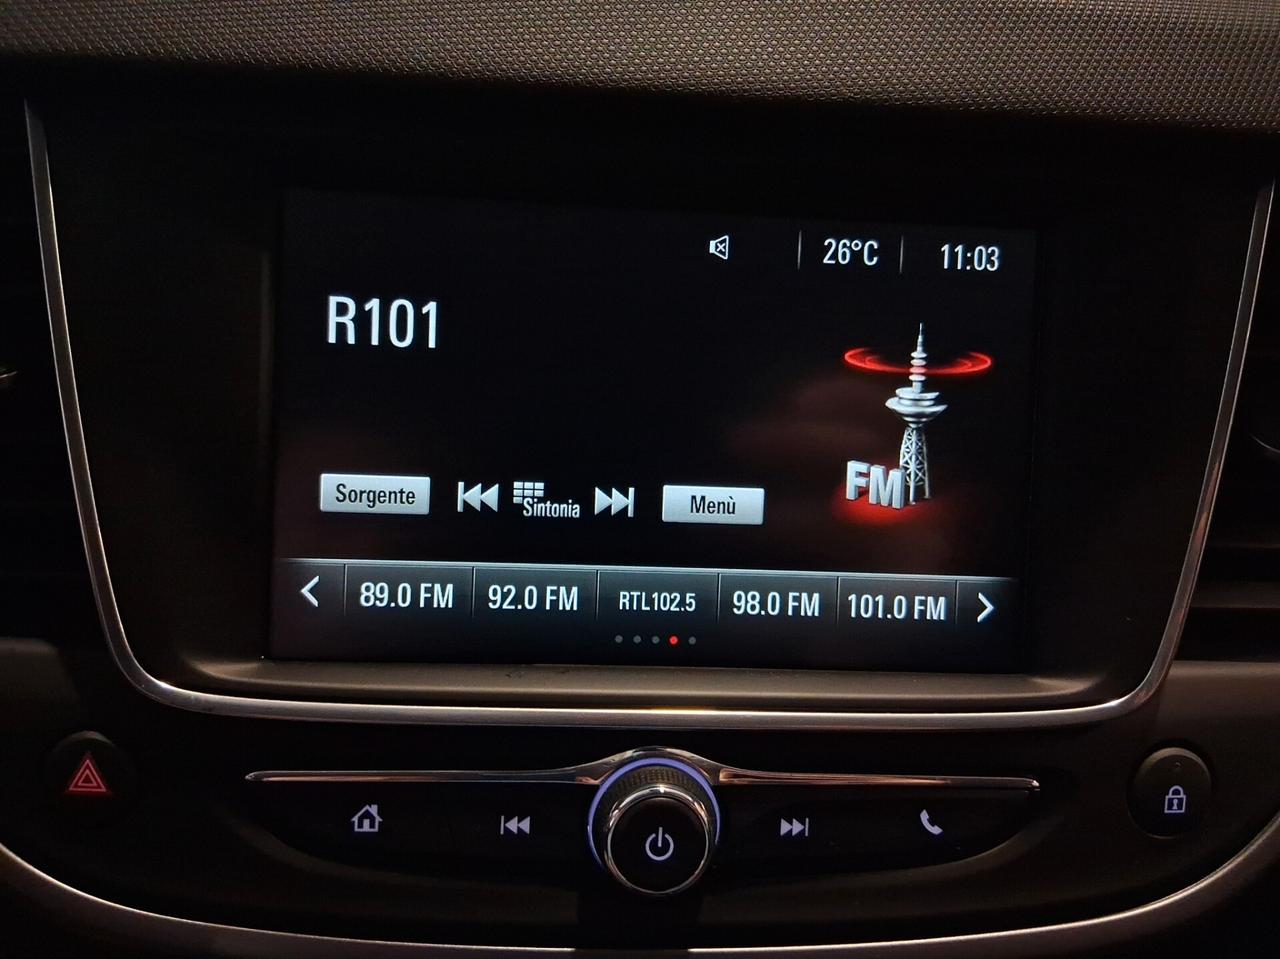 26°C 11:03
R101
FM
Sorgente Sintonia Menù
89.0 FM 92.0 FM RTL102.5 98.0 FM 101.0 FM